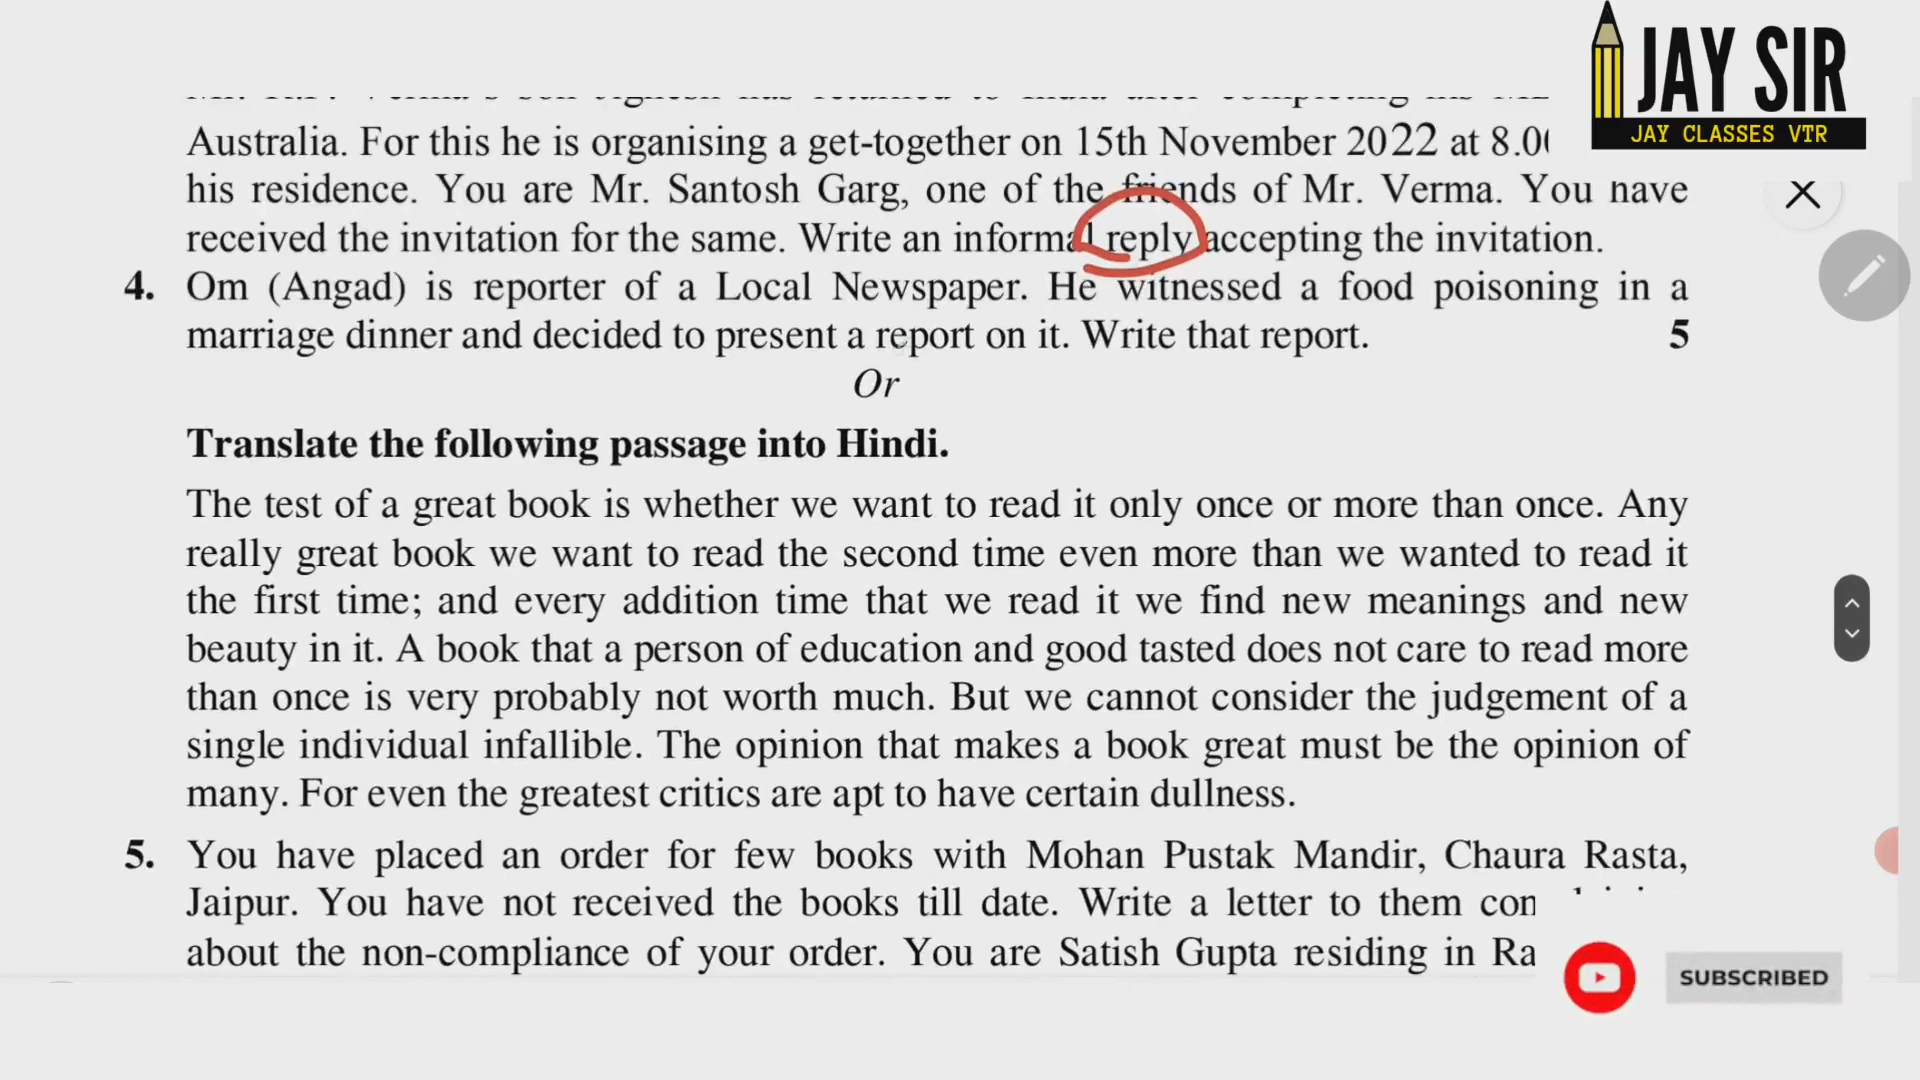 JAY SIR
JAY CLASSES VTR
Australia. For this he is organising a get-together on 15th November 2022 at 8.00
his residence. You are Mr. Santosh Garg, one of the friends of Mr. Verma. You have
received the invitation for the same. Write an informal reply accepting the invitation.
4. Om (Angad) is reporter of a Local Newspaper. He witnessed a food poisoning in a
marriage dinner and decided to present a report on it. Write that report. 5
Or
Translate the following passage into Hindi.
The test of a great book is whether we want to read it only once or more than once. Any
really great book we want to read the second time even more than we wanted to read it
the first time; and every addition time that we read it we find new meanings and new
beauty in it. A book that a person of education and good tasted does not care to read more
than once is very probably not worth much. But we cannot consider the judgement of a
single individual infallible. The opinion that makes a book great must be the opinion of
many. For even the greatest critics are apt to have certain dullness.
5. You have placed an order for few books with Mohan Pustak Mandir, Chaura Rasta,
Jaipur. You have not received the books till date. Write a letter to them con
about the non-compliance of your order. You are Satish Gupta residing in Ra
SUBSCRIBED